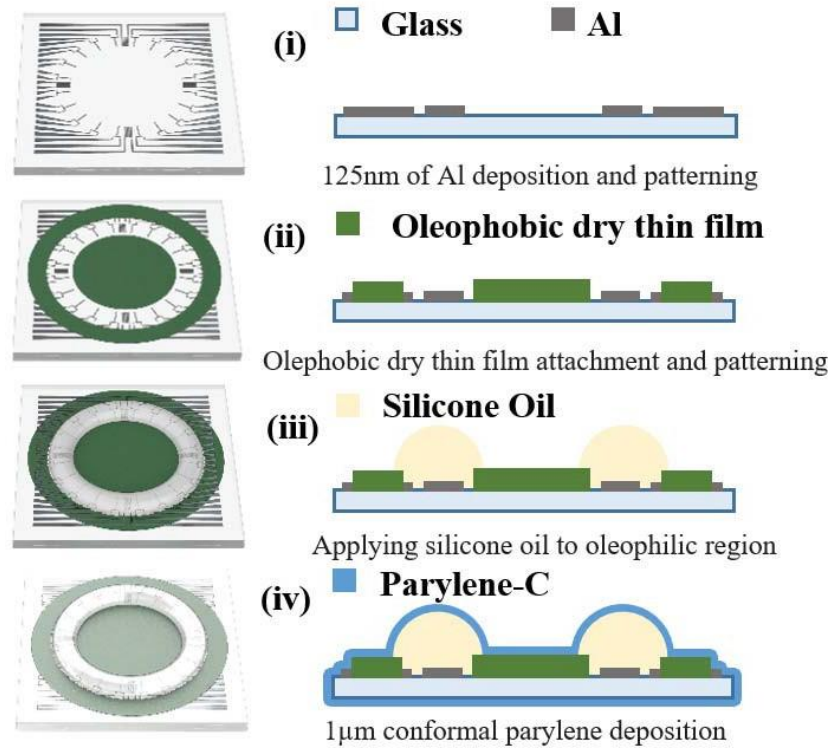 (i) Glass Al
125nm of Al deposition and patterning
(ii) Oleophobic dry thin film
Olephobic dry thin film attachment and patterning
(iii) Silicone Oil
Applying silicone oil to oleophilic region
(iv) Parylene-C
1μm conformal parylene deposition